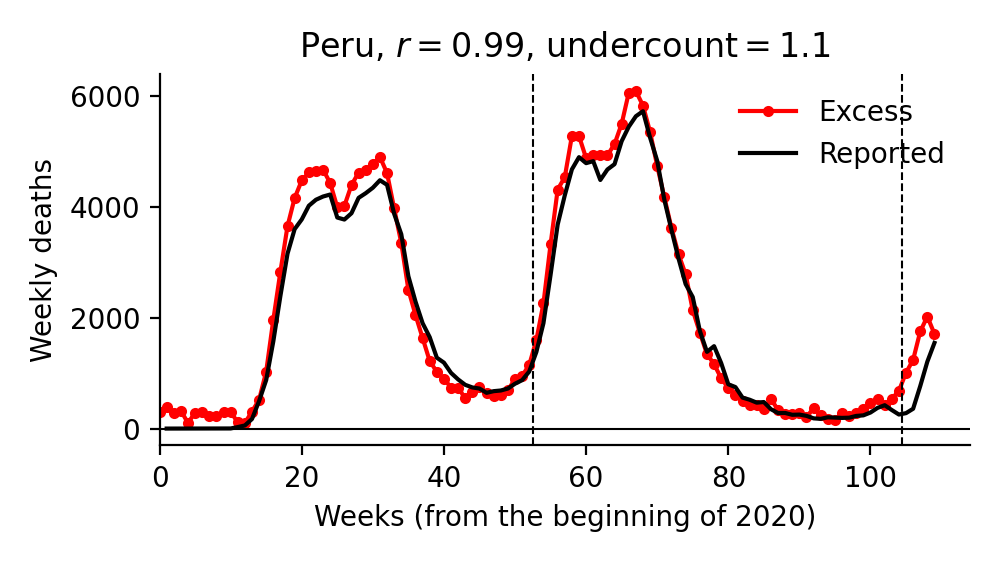 Peru, r = 0.99, undercount = 1.1
6000
4000
2000
0
Weekly deaths
Excess
Reported
0 20 40 60 80 100
Weeks (from the beginning of 2020)